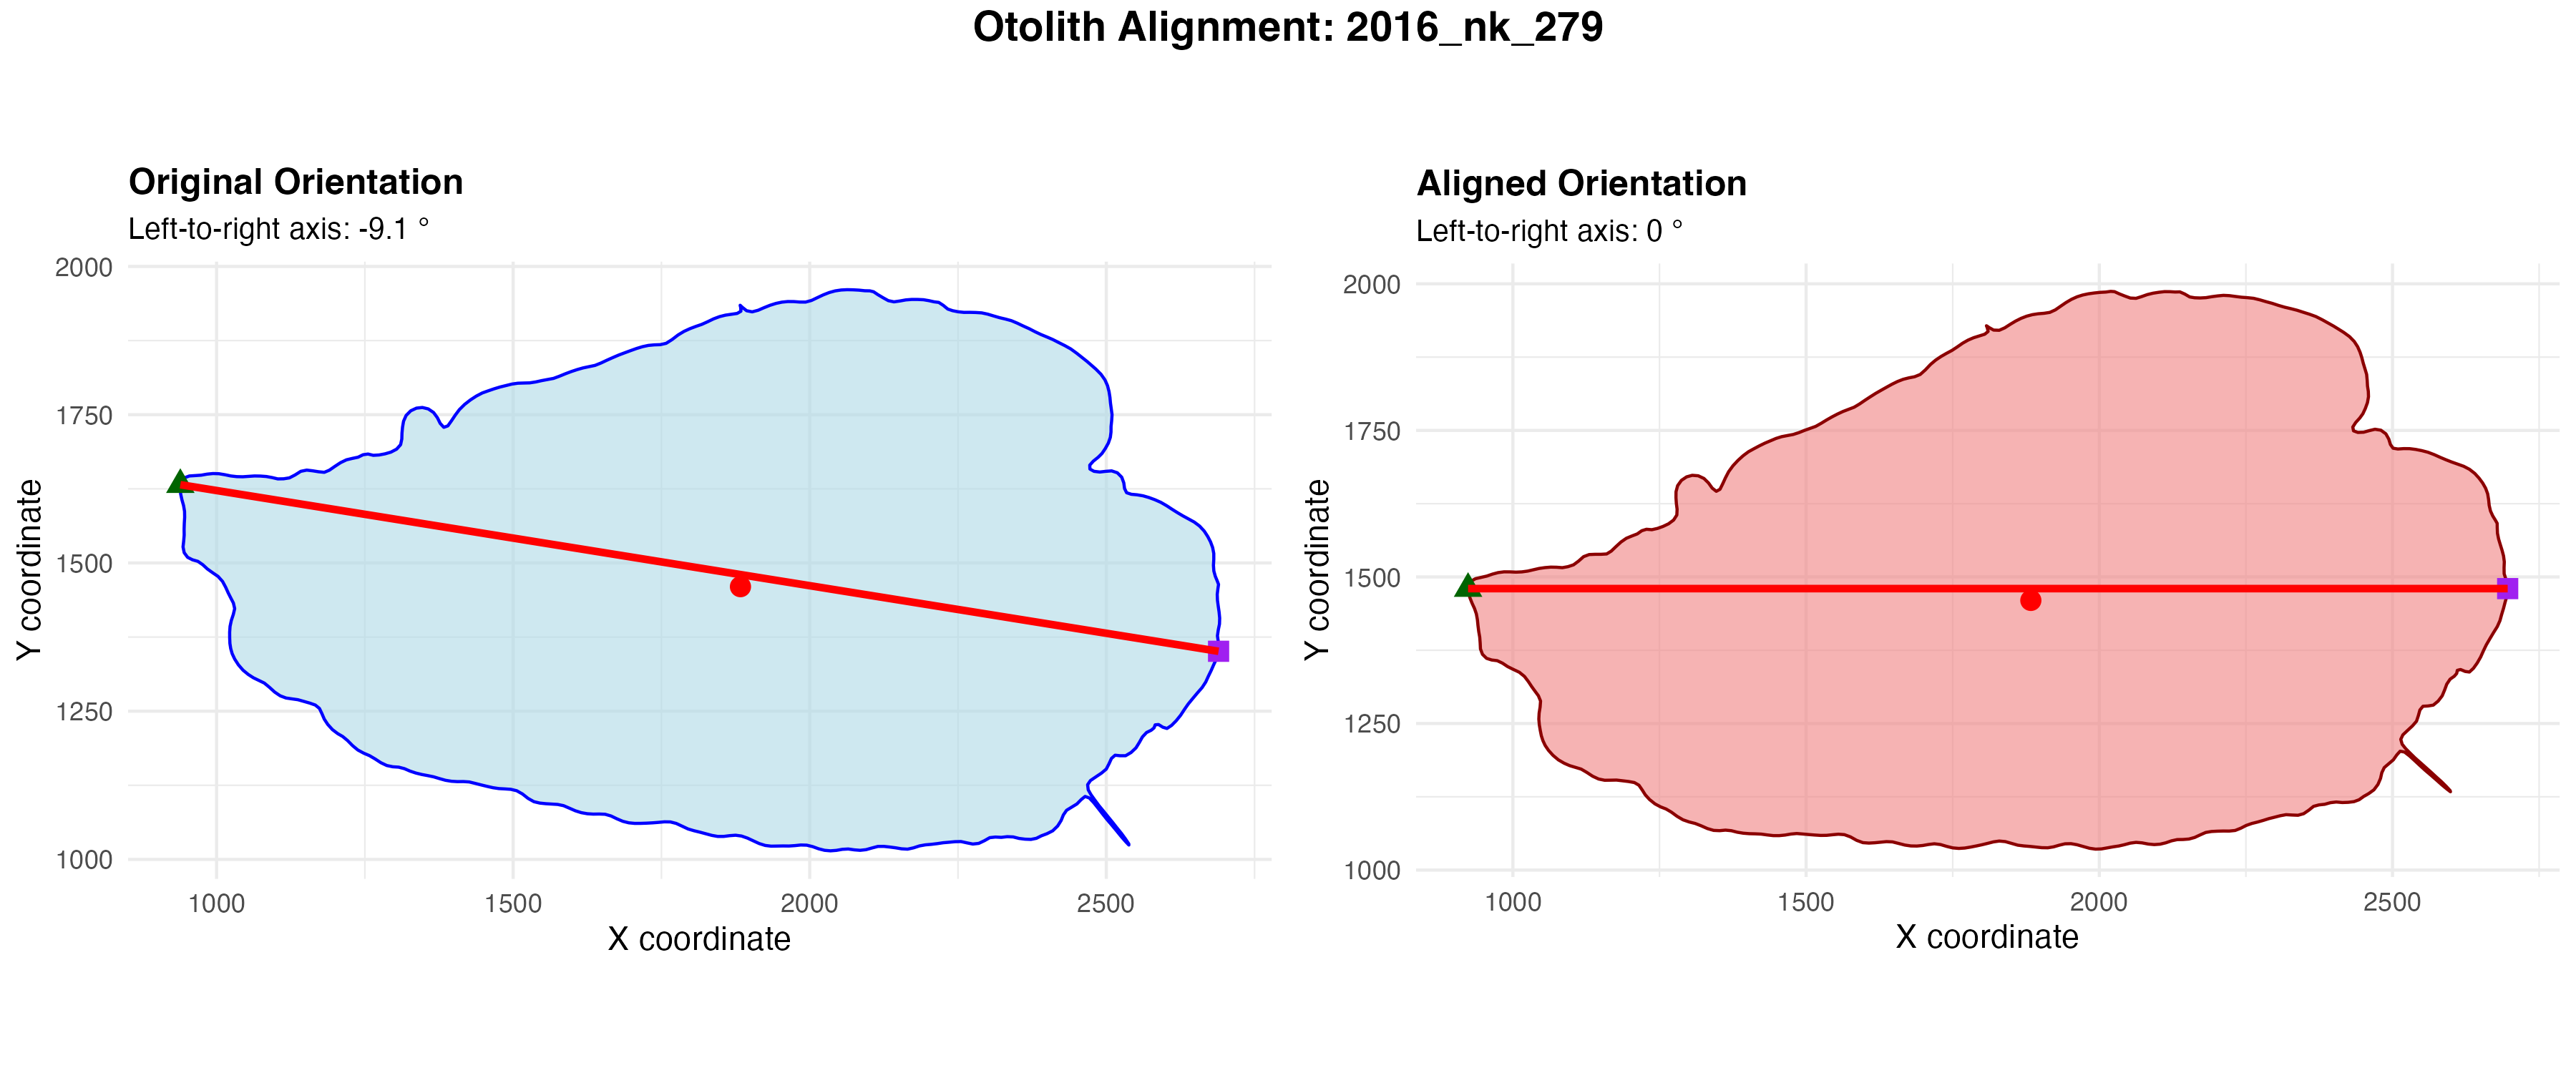 Otolith Alignment: 2016_nk_279
Original Orientation
Left-to-right axis: -9.1 °
2000
1750
1500
1250
1000
Y coordinate
1000 1500 2000 2500
X coordinate
Aligned Orientation
Left-to-right axis: 0 °
2000
1750
1500
1250
1000
Y coordinate
1000 1500 2000 2500
X coordinate